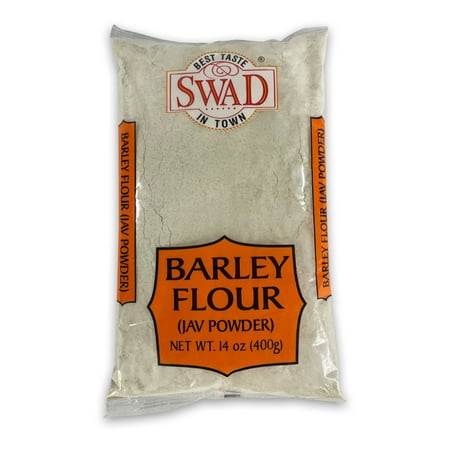 BEST TASTE
®
SWAD
IN TOWN
BARLEY FLOUR (JAV POWDER)
BARLEY FLOUR (JAV POWDER)
BARLEY
FLOUR
(JAV POWDER)
NET WT. 14 oz (400g)